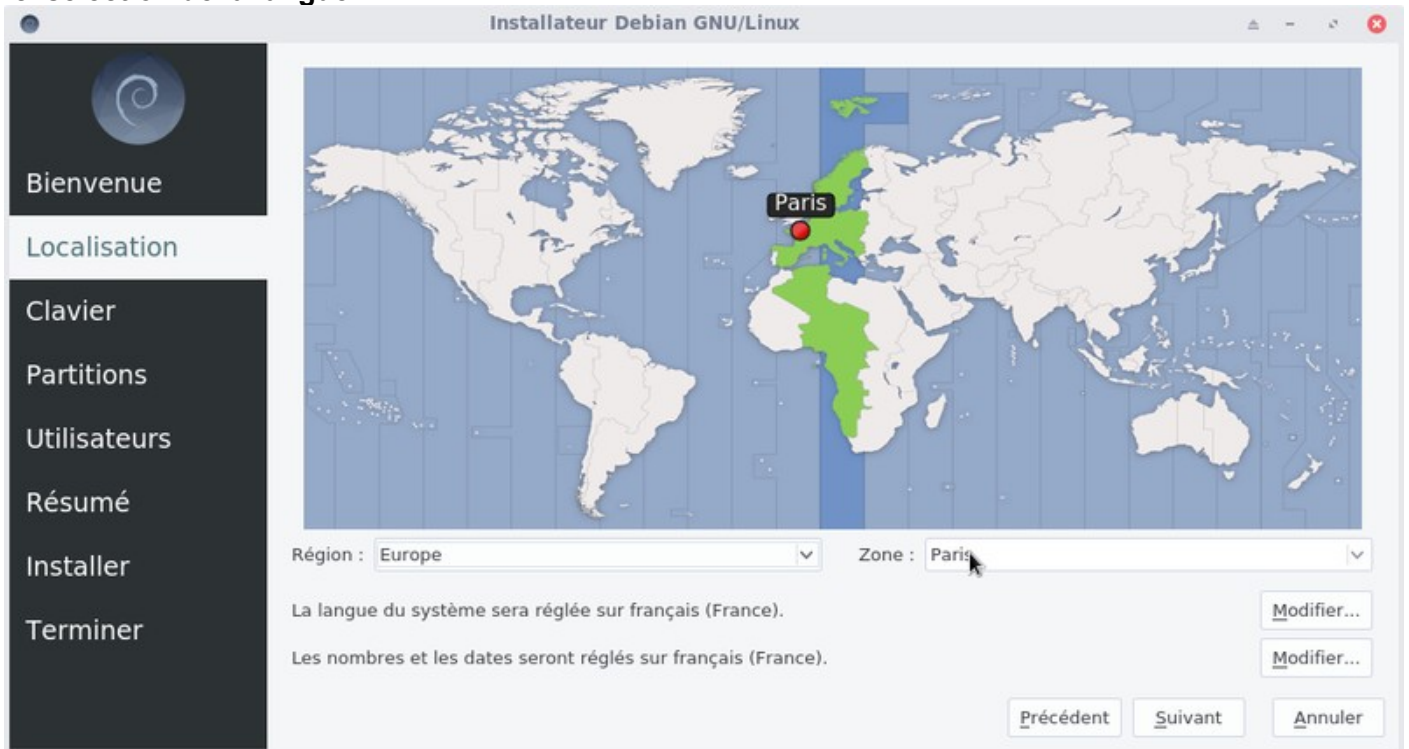 Installateur Debian GNU/Linux
Bienvenue
Localisation
Clavier
Partitions
Utilisateurs
Résumé
Installer
Terminer
Paris
Région : Europe Zone : Paris
La langue du système sera réglée sur français (France). Modifier...
Les nombres et les dates seront réglés sur français (France). Modifier...
Précédent Suivant Annuler